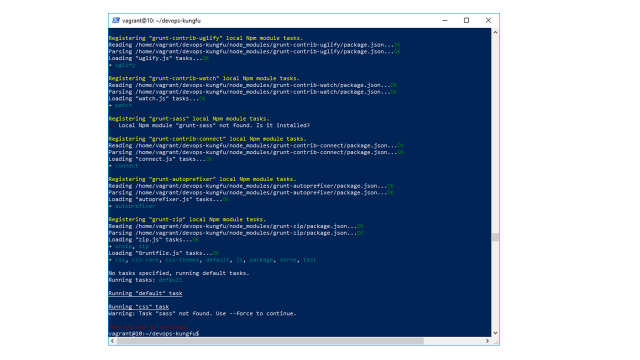 vagrant@10: ~/devops-kungfu
Registering "grunt-contrib-uglify" local Npm module tasks.
Reading /home/vagrant/devops-kungfu/node_modules/grunt-contrib-uglify/package.json...OK
Parsing /home/vagrant/devops-kungfu/node_modules/grunt-contrib-uglify/package.json...OK
Loading "uglify.js" tasks...OK
+ uglify
Registering "grunt-contrib-watch" local Npm module tasks.
Reading /home/vagrant/devops-kungfu/node_modules/grunt-contrib-watch/package.json...OK
Parsing /home/vagrant/devops-kungfu/node_modules/grunt-contrib-watch/package.json...OK
Loading "watch.js" tasks...OK
+ watch
Registering "grunt-sass" local Npm module tasks.
Local Npm module "grunt-sass" not found. Is it installed?
Registering "grunt-contrib-connect" local Npm module tasks.
Reading /home/vagrant/devops-kungfu/node_modules/grunt-contrib-connect/package.json...OK
Parsing /home/vagrant/devops-kungfu/node_modules/grunt-contrib-connect/package.json...OK
Loading "connect.js" tasks...OK
+ connect
Registering "grunt-autoprefixer" local Npm module tasks.
Reading /home/vagrant/devops-kungfu/node_modules/grunt-autoprefixer/package.json...OK
Parsing /home/vagrant/devops-kungfu/node_modules/grunt-autoprefixer/package.json...OK
Loading "autoprefixer.js" tasks...OK
+ autoprefixer
Registering "grunt-zip" local Npm module tasks.
Reading /home/vagrant/devops-kungfu/node_modules/grunt-zip/package.json...OK
Parsing /home/vagrant/devops-kungfu/node_modules/grunt-zip/package.json...OK
Loading "zip.js" tasks...OK
+ unzip, zip
Loading "Gruntfile.js" tasks...OK
+ css, css-core, css-themes, default, js, package, serve, test
No tasks specified, running default tasks.
Running tasks: default
Running "default" task
Running "css" task
Warning: Task "sass" not found. Use --force to continue.
vagrant@10:~/devops-kungfu$